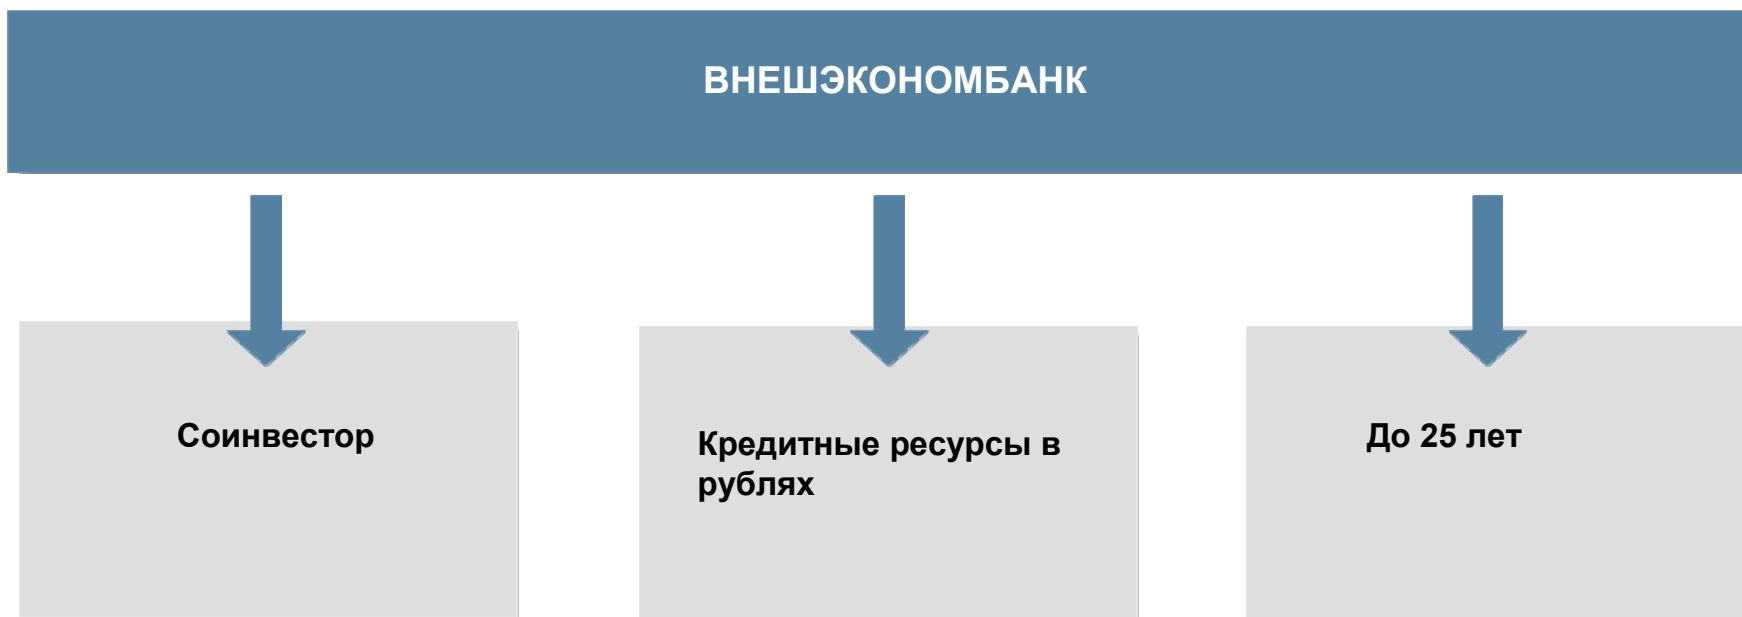 ВНЕШЭКОНОМБАНК
Соинвестор
Кредитные ресурсы в
рублях
До 25 лет